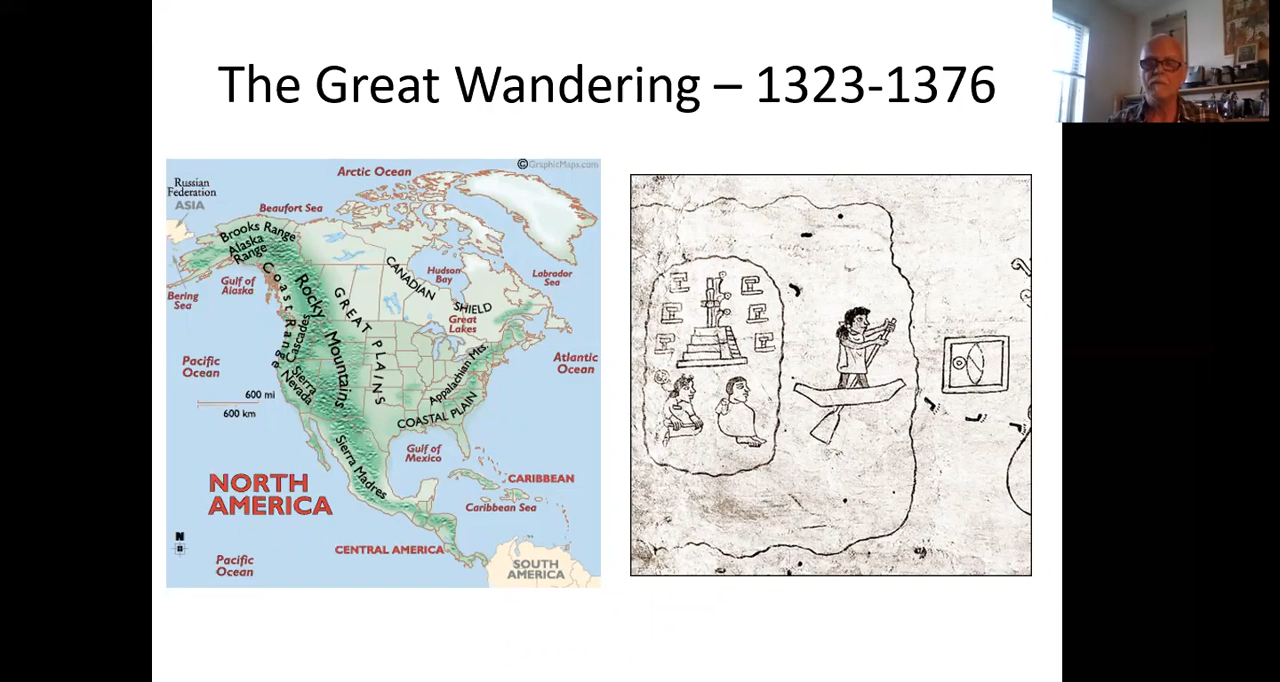 The Great Wandering – 1323-1376
© GraphicMaps.com
Arctic Ocean
Russian
Federation
ASIA
Beaufort Sea
Brooks Range
Alaska
Range
Gulf of
Alaska
Bering
Sea
Coast Range
Rocky Mountains
Cascades
Sierra
Nevada
GREAT PLAINS
CANADIAN SHIELD
Hudson
Bay
Labrador
Sea
Great
Lakes
Appalachian Mts.
COASTAL PLAIN
Pacific
Ocean
Atlantic
Ocean
600 mi
600 km
Gulf of
Mexico
Sierra Madres
NORTH
AMERICA
CARIBBEAN
Caribbean Sea
N
CENTRAL AMERICA
Pacific
Ocean
SOUTH
AMERICA